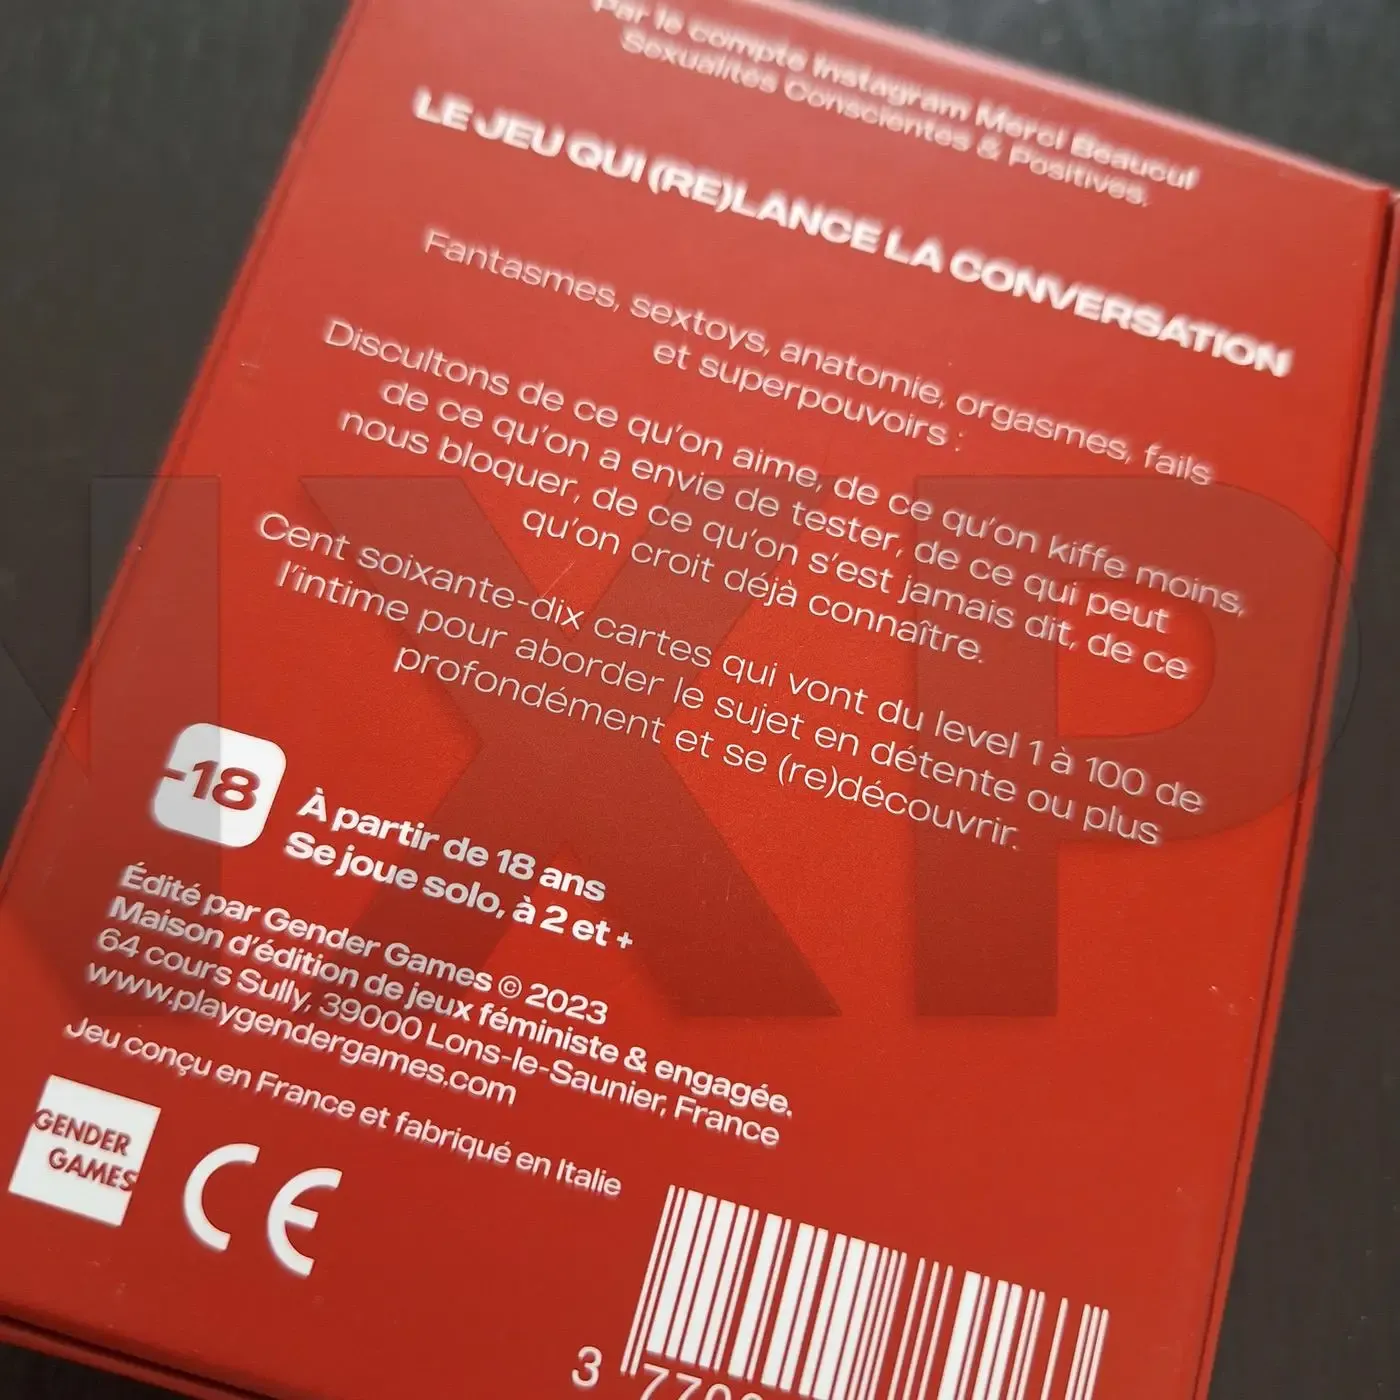 Par le compte Instagram Merci Beaucul
Sexualités Conscientes & Positives.
LE JEU QUI (RE)LANCE LA CONVERSATION
Fantasmes, sextoys, anatomie, orgasmes, fails
et superpouvoirs :
Discultons de ce qu'on aime, de ce qu'on kiffe moins,
de ce qu'on a envie de tester, de ce qui peut
nous bloquer, de ce qu'on s'est jamais dit, de ce
qu'on croit déjà connaître.
Cent soixante-dix cartes qui vont du level 1 à 100 de
l'intime pour aborder le sujet en détente ou plus
profondément et se (re)découvrir.
-18
À partir de 18 ans
Se joue solo, à 2 et +
Édité par Gender Games © 2023
Maison d'édition de jeux féministe & engagée.
64 cours Sully, 39000 Lons-le-Saunier, France
www.playgendergames.com
Jeu conçu en France et fabriqué en Italie
GENDER
GAMES
CE
XP
3